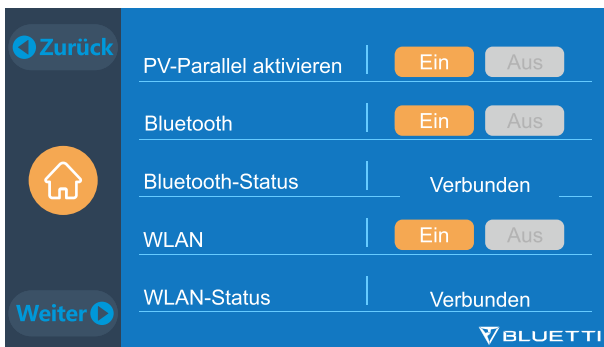 Zurück
PV-Parallel aktivieren Ein Aus
Bluetooth Ein Aus
Bluetooth-Status Verbunden
WLAN Ein Aus
WLAN-Status Verbunden
Weiter
BLUETTI